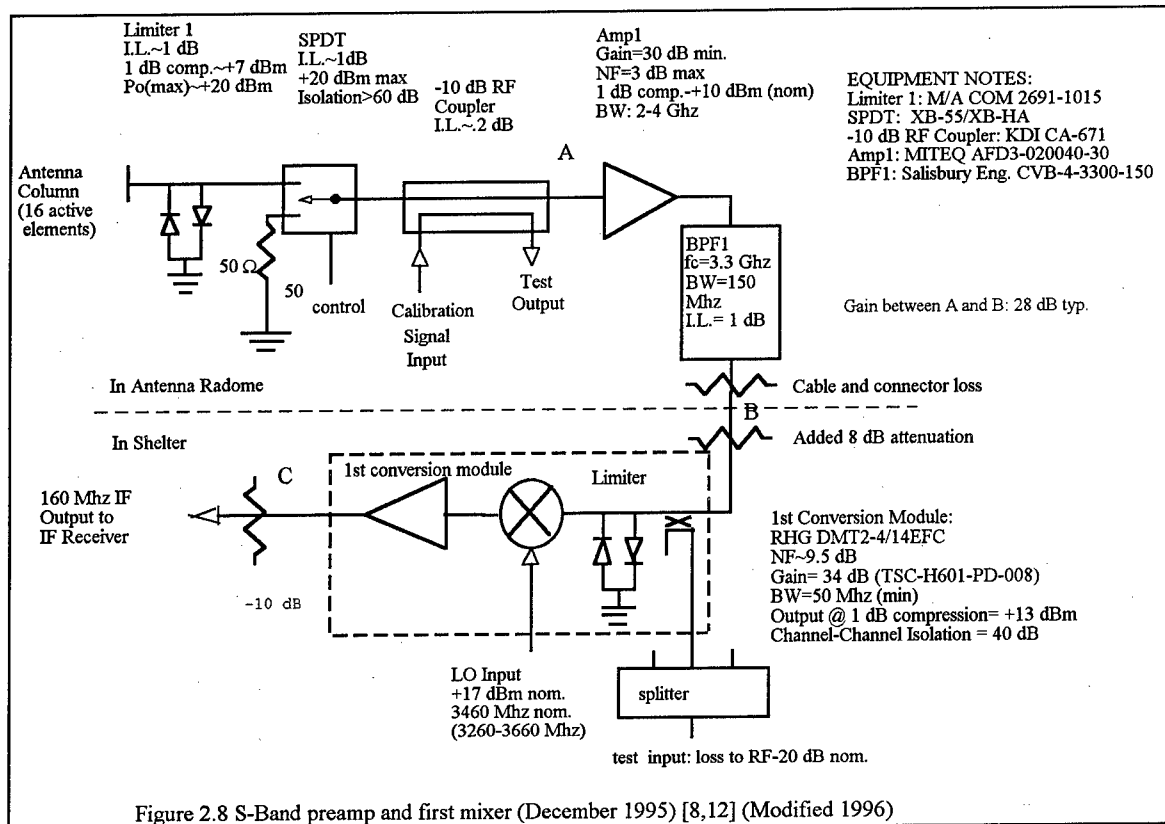 Limiter 1
I.L.~1 dB
1 dB comp.~+7 dBm
Po(max)~+20 dBm
SPDT
I.L.~1dB
+20 dBm max
Isolation>60 dB
-10 dB RF
Coupler
I.L.~.2 dB
Amp1
Gain=30 dB min.
NF=3 dB max
1 dB comp.-+10 dBm (nom)
BW: 2-4 Ghz
EQUIPMENT NOTES:
Limiter 1: M/A COM 2691-1015
SPDT: XB-55/XB-HA
-10 dB RF Coupler: KDI CA-671
Amp1: MITEQ AFD3-020040-30
BPF1: Salisbury Eng. CVB-4-3300-150
A
Antenna
Column
(16 active
elements)
50 Ω
50
control
Calibration
Signal
Input
Test
Output
BPF1
fc=3.3 Ghz
BW=150
Mhz
I.L.= 1 dB
Gain between A and B: 28 dB typ.
In Antenna Radome
Cable and connector loss
B
In Shelter
Added 8 dB attenuation
1st conversion module
Limiter
C
160 Mhz IF
Output to
IF Receiver
-10 dB
1st Conversion Module:
RHG DMT2-4/14EFC
NF~9.5 dB
Gain= 34 dB (TSC-H601-PD-008)
BW=50 Mhz (min)
Output @ 1 dB compression= +13 dBm
Channel-Channel Isolation = 40 dB
LO Input
+17 dBm nom.
3460 Mhz nom.
(3260-3660 Mhz)
splitter
test input: loss to RF-20 dB nom.
Figure 2.8 S-Band preamp and first mixer (December 1995) [8,12] (Modified 1996)